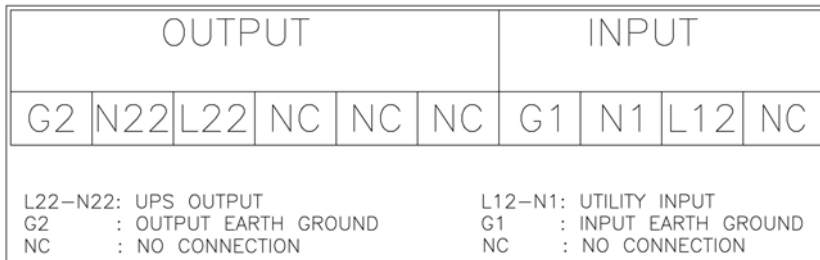 OUTPUT INPUT
G2 N22 L22 NC NC NC G1 N1 L12 NC
L22-N22: UPS OUTPUT
G2 : OUTPUT EARTH GROUND
NC : NO CONNECTION
L12-N1: UTILITY INPUT
G1 : INPUT EARTH GROUND
NC : NO CONNECTION